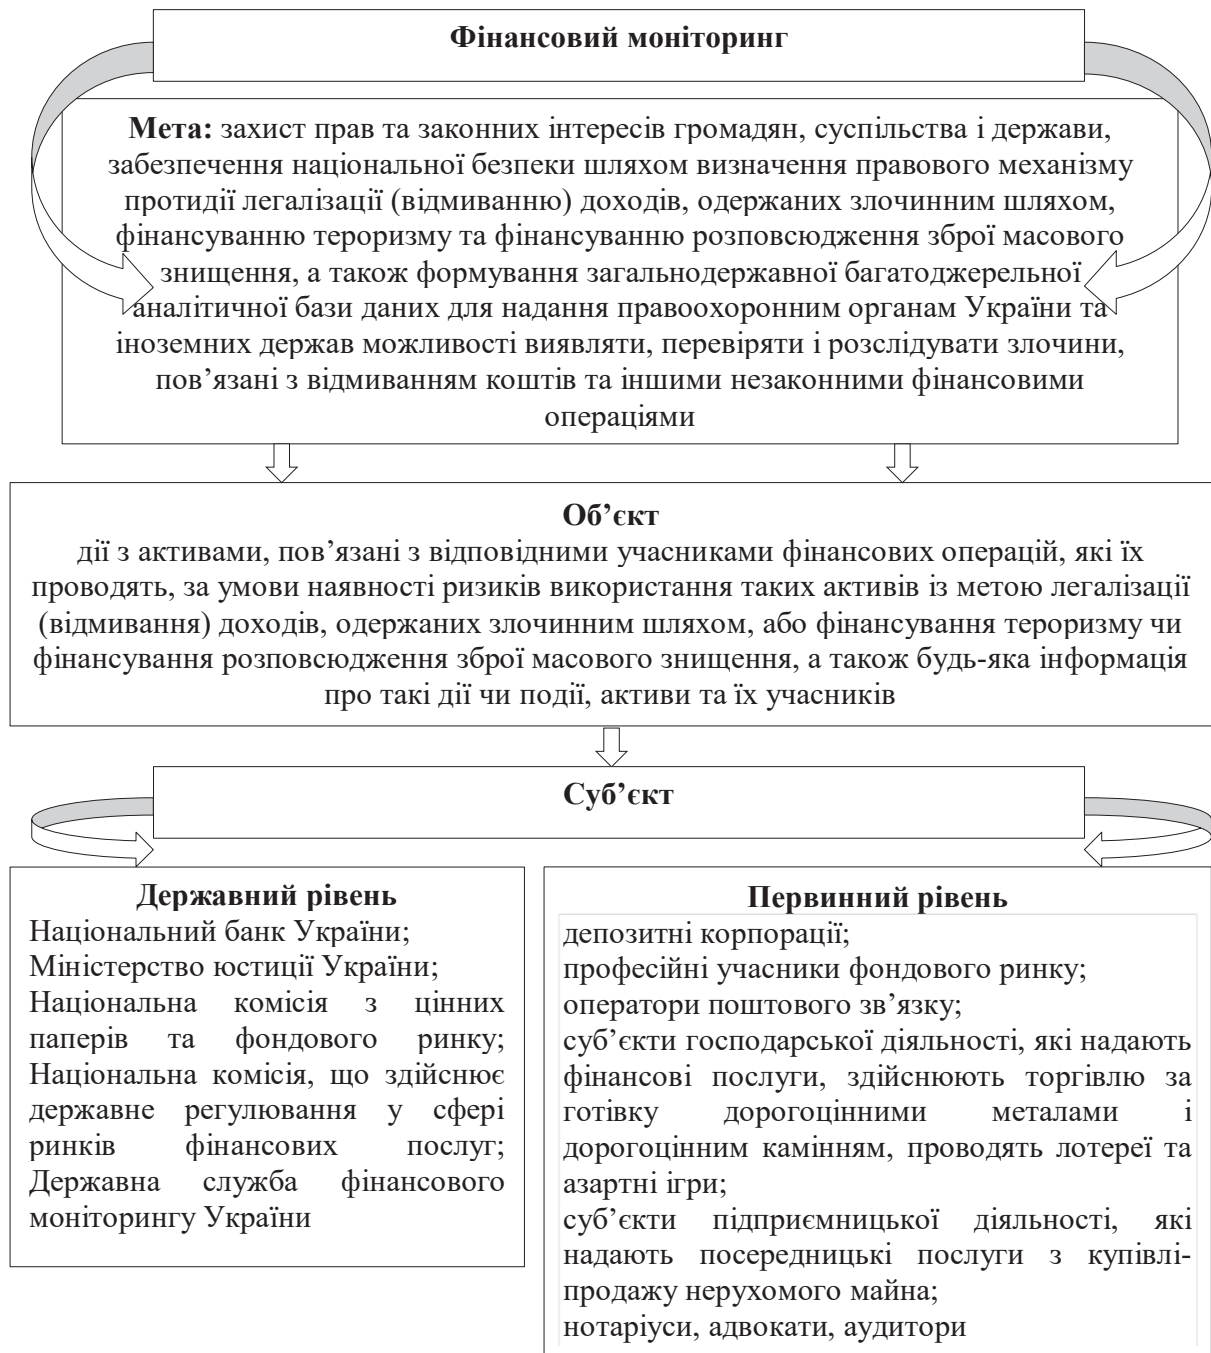 Фінансовий моніторинг
Мета: захист прав та законних інтересів громадян, суспільства і держави,
забезпечення національної безпеки шляхом визначення правового механізму
протидії легалізації (відмиванню) доходів, одержаних злочинним шляхом,
фінансуванню тероризму та фінансуванню розповсюдження зброї масового
знищення, а також формування загальнодержавної багатоджерельної
аналітичної бази даних для надання правоохоронним органам України та
іноземних держав можливості виявляти, перевіряти і розслідувати злочини,
пов’язані з відмиванням коштів та іншими незаконними фінансовими
операціями
Об’єкт
дії з активами, пов’язані з відповідними учасниками фінансових операцій, які їх
проводять, за умови наявності ризиків використання таких активів із метою легалізації
(відмивання) доходів, одержаних злочинним шляхом, або фінансування тероризму чи
фінансування розповсюдження зброї масового знищення, а також будь-яка інформація
про такі дії чи події, активи та їх учасників
Суб’єкт
Державний рівень
Національний банк України;
Міністерство юстиції України;
Національна комісія з цінних
паперів та фондового ринку;
Національна комісія, що здійснює
державне регулювання у сфері
ринків фінансових послуг;
Державна служба фінансового
моніторингу України
Первинний рівень
депозитні корпорації;
професійні учасники фондового ринку;
оператори поштового зв’язку;
суб’єкти господарської діяльності, які надають
фінансові послуги, здійснюють торгівлю за
готівку дорогоцінними металами і
дорогоцінним камінням, проводять лотереї та
азартні ігри;
суб’єкти підприємницької діяльності, які
надають посередницькі послуги з купівлі-
продажу нерухомого майна;
нотаріуси, адвокати, аудитори